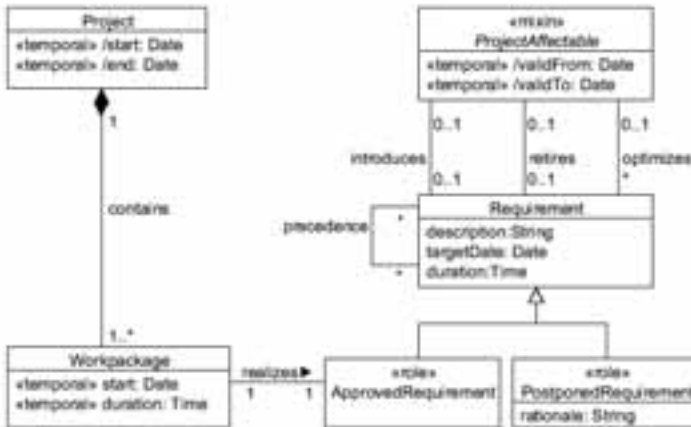 Project
«temporal» /start: Date
«temporal» /end: Date
1
contains
1..*
Workpackage
«temporal» start: Date
«temporal» duration: Time
realizes
1
1
«mixin»
ProjectAffectable
«temporal» /validFrom: Date
«temporal» /validTo: Date
0..1
0..1
0..1
introduces
retires
optimizes
0..1
0..1
*
precedence
*
*
Requirement
description:String
targetDate: Date
duration:Time
«role»
ApprovedRequirement
«role»
PostponedRequirement
rationale: String